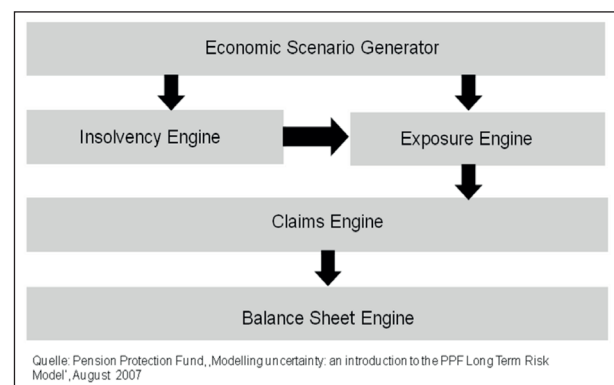 Economic Scenario Generator
Insolvency Engine
Exposure Engine
Claims Engine
Balance Sheet Engine
Quelle: Pension Protection Fund, ‚Modelling uncertainty: an introduction to the PPF Long Term Risk
Model‘, August 2007